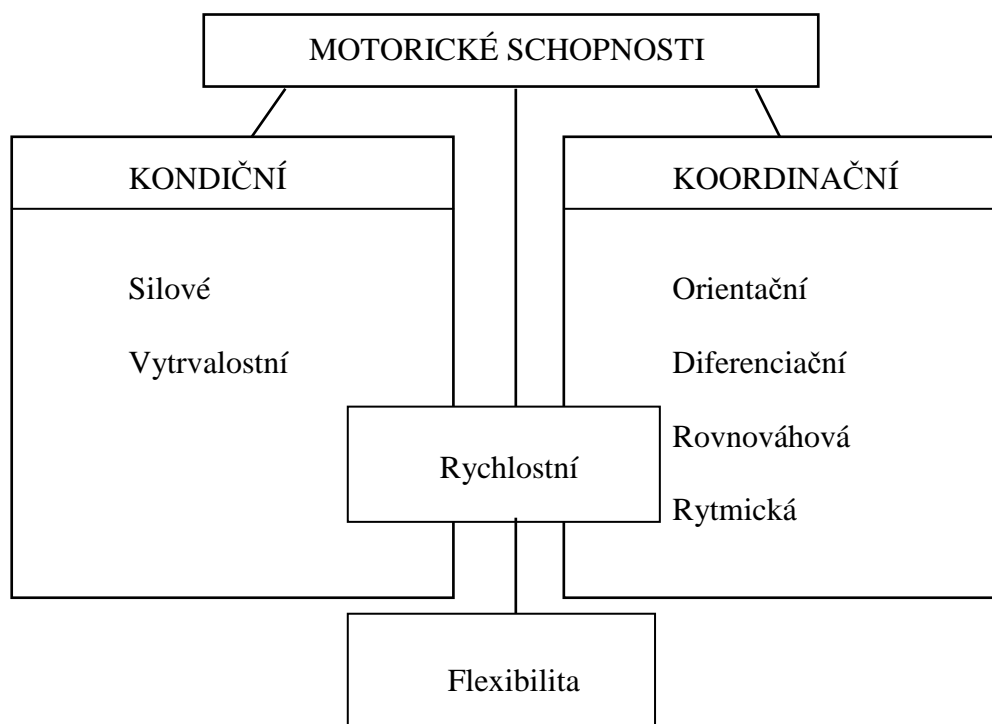 MOTORICKÉ SCHOPNOSTI
KONDIČNÍ
Silové
Vytrvalostní
KOORDINAČNÍ
Orientační
Diferenciační
Rovnováhová
Rytmická
Rychlostní
Flexibilita